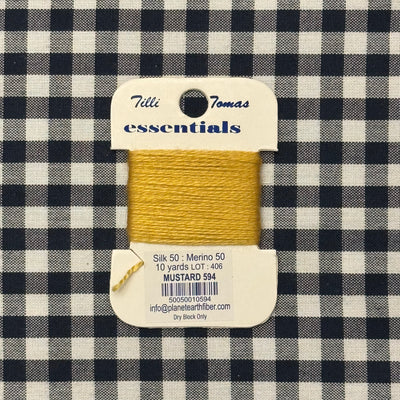 Tilli Tomas
essentials
Silk 50 : Merino 50
10 yards LOT : 406
MUSTARD 594
50050010594
info@planetearthfiber.com
Dry Block Only